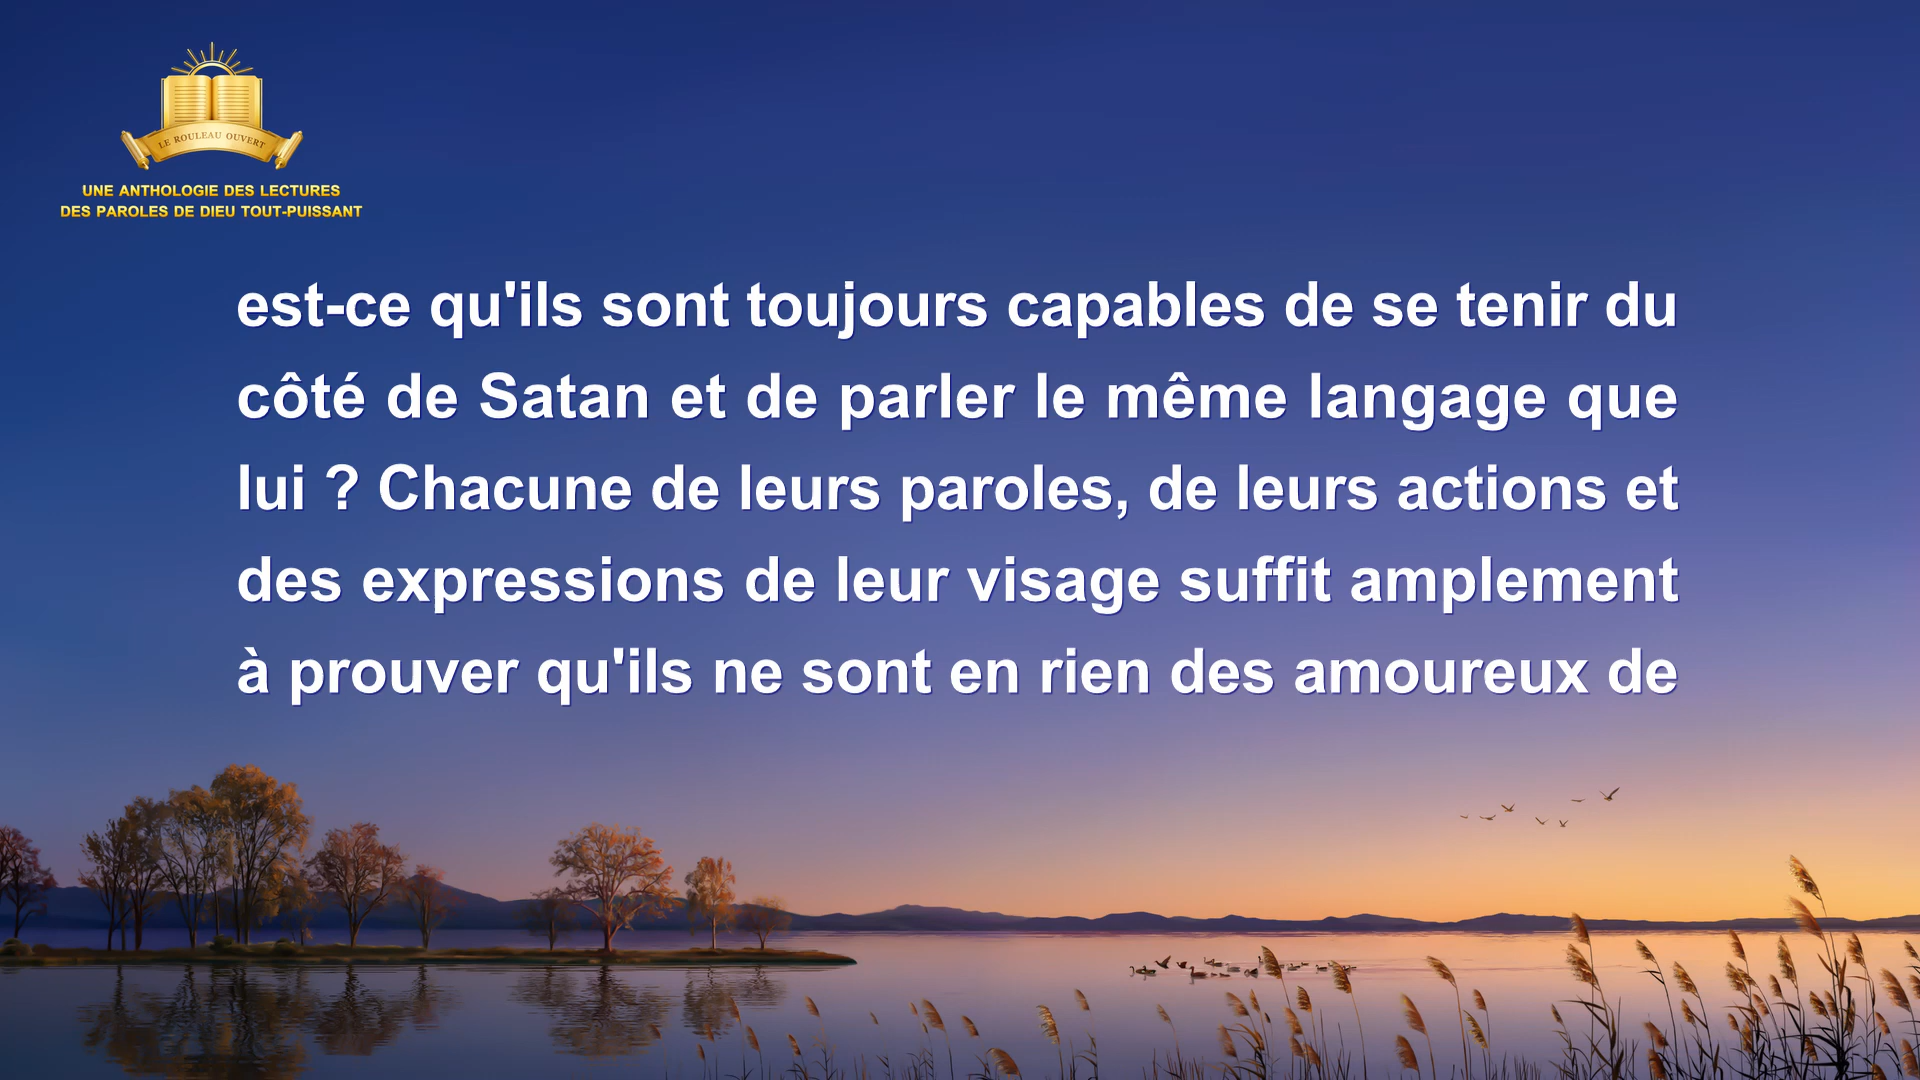 LE ROULEAU OUVERT
UNE ANTHOLOGIE DES LECTURES
DES PAROLES DE DIEU TOUT-PUISSANT
est-ce qu'ils sont toujours capables de se tenir du
côté de Satan et de parler le même langage que
lui ? Chacune de leurs paroles, de leurs actions et
des expressions de leur visage suffit amplement
à prouver qu'ils ne sont en rien des amoureux de